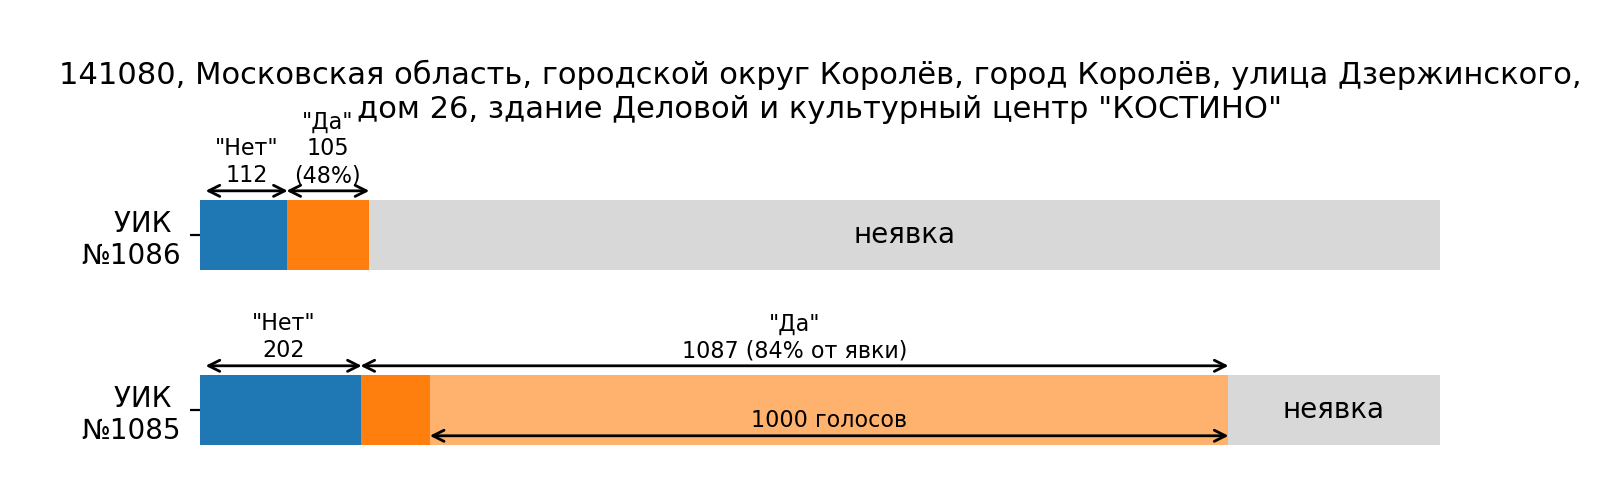 141080, Московская область, городской округ Королёв, город Королёв, улица Дзержинского,
дом 26, здание Деловой и культурный центр "КОСТИНО"
"Нет"
112
"Да"
105
(48%)
УИК
№1086
неявка
"Нет"
202
"Да"
1087 (84% от явки)
УИК
№1085
1000 голосов
неявка